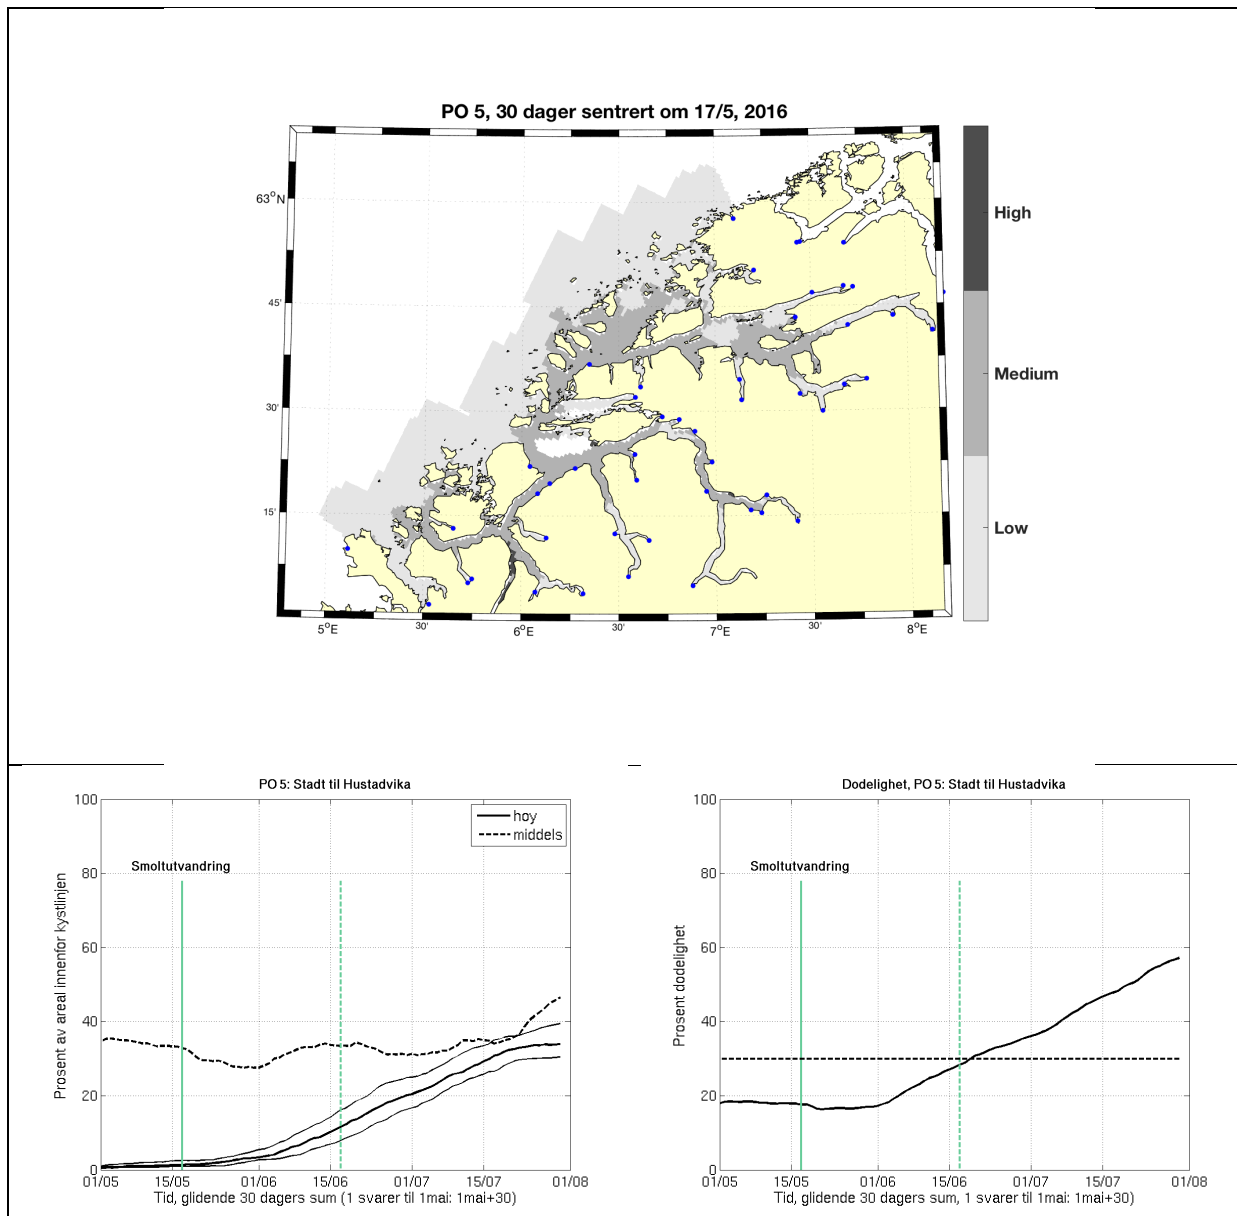 PO 5, 30 dager sentrert om 17/5, 2016
63°N
45'
30'
15'
5°E
30'
6°E
30'
7°E
30'
8°E
High
Medium
Low
PO 5: Stadt til Hustadvika
hoy
middels
Smoltutvandring
Prosent av areal innenfor kystlinjen
100
80
60
40
20
0
01/05
15/05
01/06
15/06
01/07
15/07
01/08
Tid, glidende 30 dagers sum (1 svarer til 1mai: 1mai+30)
Dodelighet, PO 5: Stadt til Hustadvika
Smoltutvandring
Prosent dodelighet
100
80
60
40
20
0
01/05
15/05
01/06
15/06
01/07
15/07
01/08
Tid, glidende 30 dagers sum, 1 svarer til 1mai: 1mai+30)